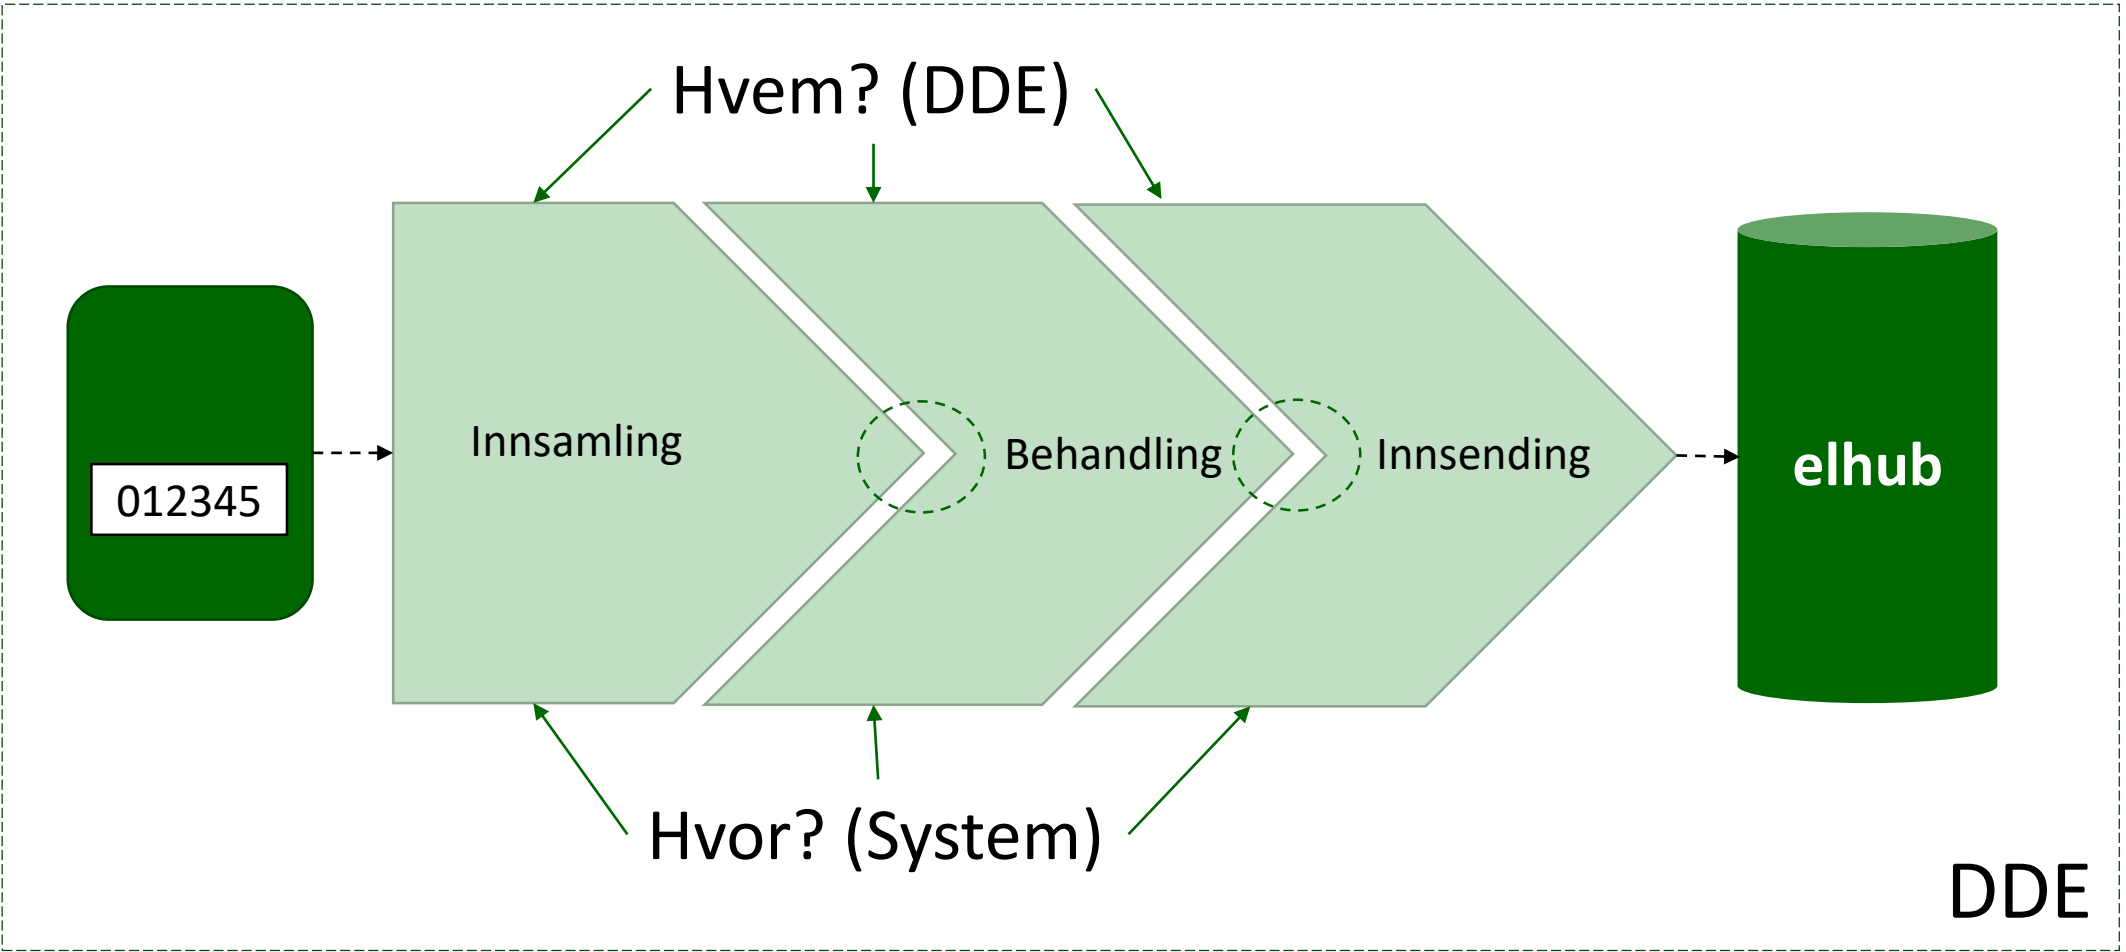 Hvem? (DDE)
Innsamling
Behandling
Innsending
elhub
012345
Hvor? (System)
DDE